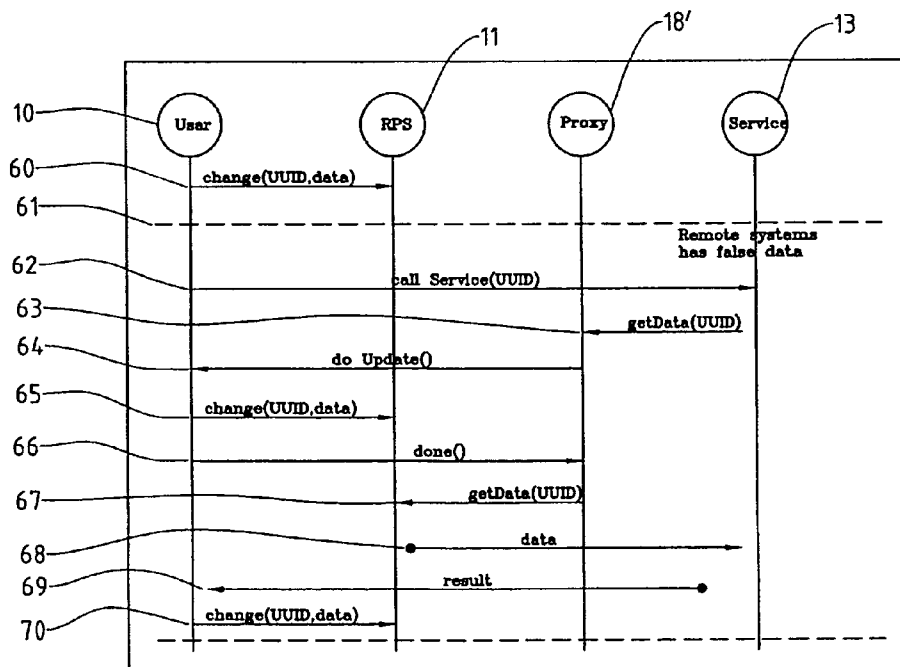 11
18'
13
10
Usar
RPS
Proxy
Service
60
change(UUID,data)
61
Remote systems
has false data
62
call Service(UUID)
63
getData(UUID)
64
do Update()
65
change(UUID,data)
66
done()
67
getData(UUID)
68
data
69
result
70
change(UUID,data)